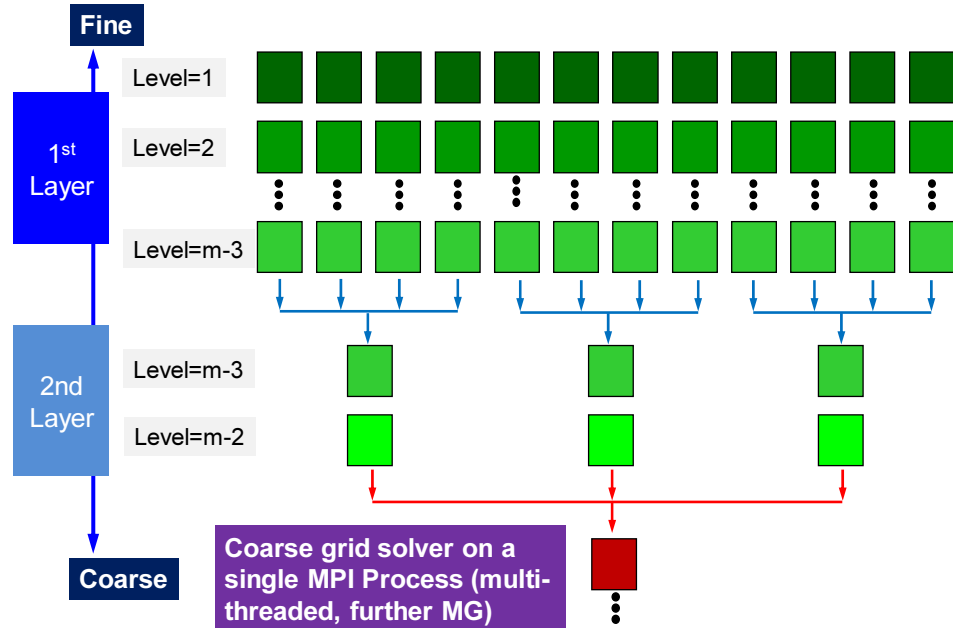 Fine
Level=1
Level=2
1st
Layer
Level=m-3
Level=m-3
2nd
Layer
Level=m-2
Coarse grid solver on a
single MPI Process (multi-
threaded, further MG)
Coarse